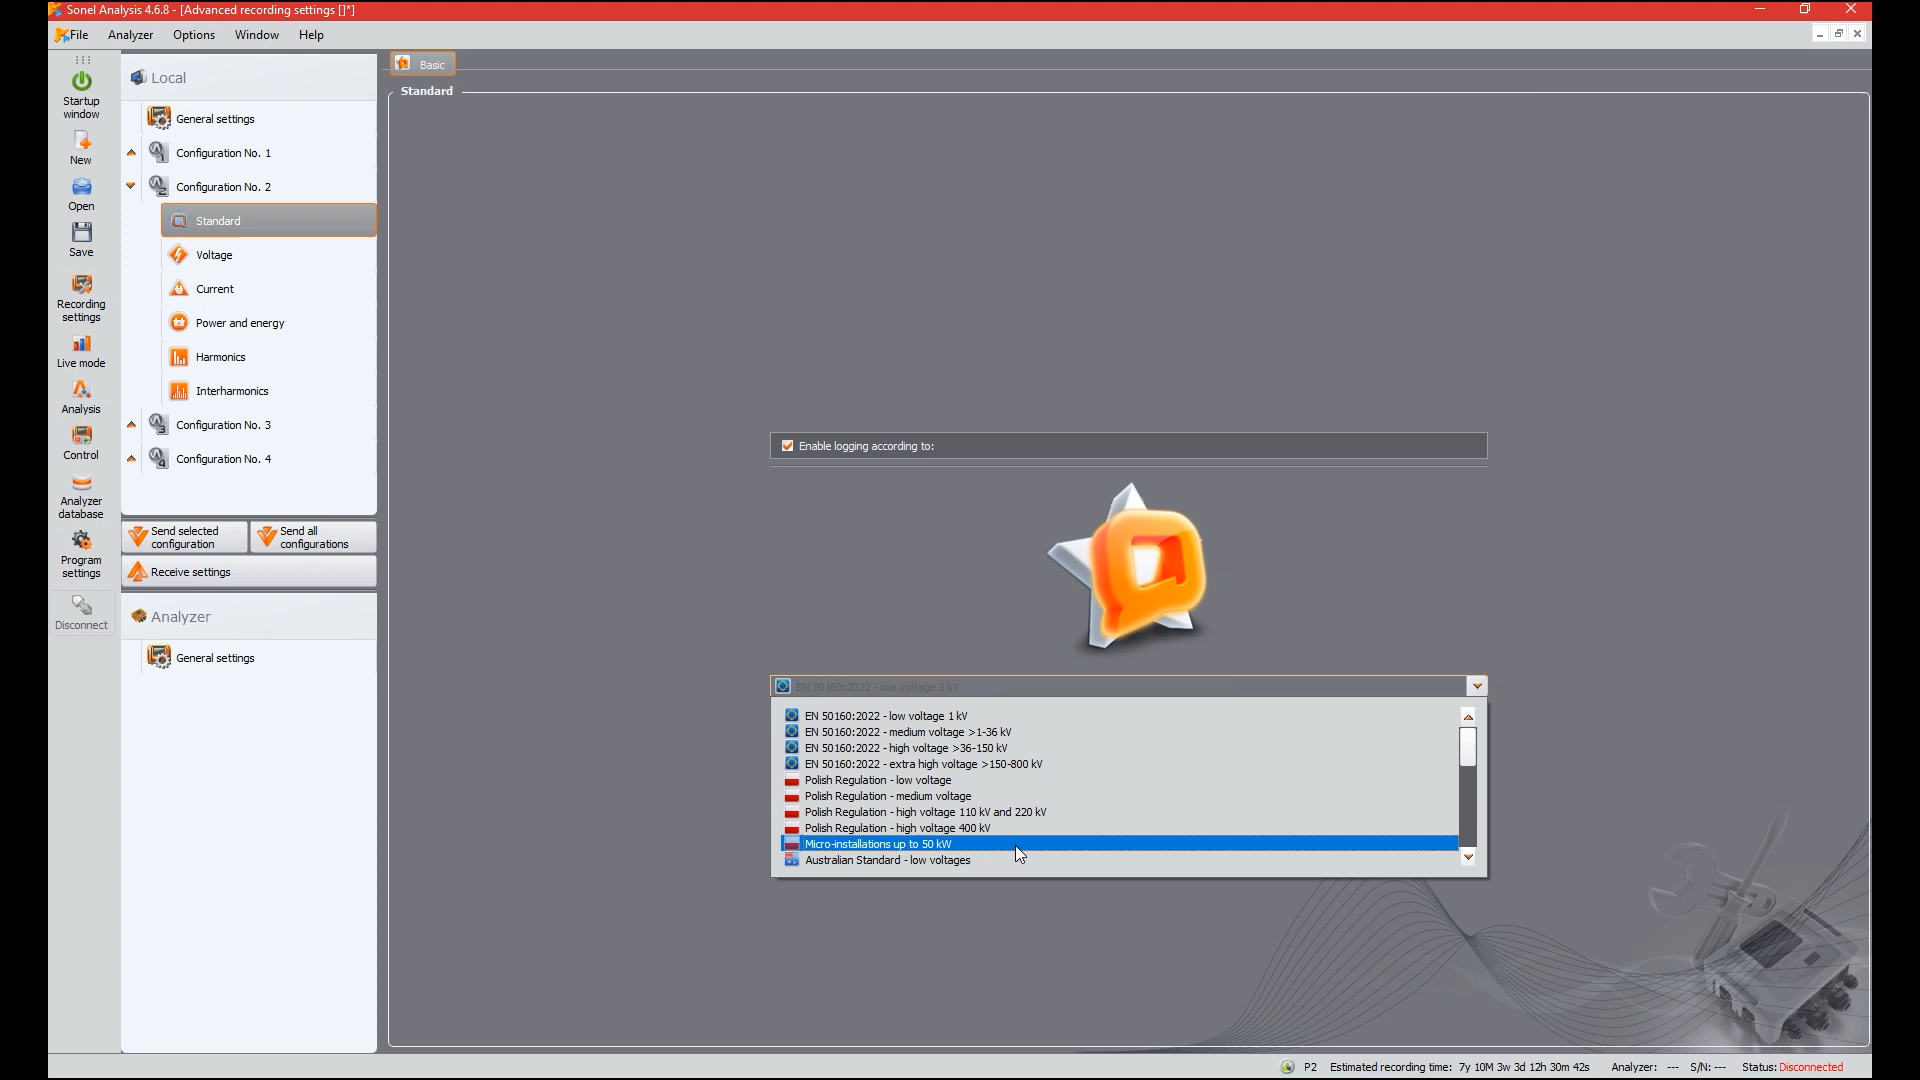 Sonel Analysis 4.6.8 - [Advanced recording settings []*]
File Analyzer Options Window Help
Startup window
New
Open
Save
Recording settings
Live mode
Analysis
Control
Analyzer database
Program settings
Disconnect
Local
General settings
Configuration No. 1
Configuration No. 2
Standard
Voltage
Current
Power and energy
Harmonics
Interharmonics
Configuration No. 3
Configuration No. 4
Send selected configuration
Send all configurations
Receive settings
Analyzer
General settings
Basic
Standard
Enable logging according to:
EN 50160:2022 - low voltage 1 kV
EN 50160:2022 - low voltage 1 kV
EN 50160:2022 - medium voltage >1-36 kV
EN 50160:2022 - high voltage >36-150 kV
EN 50160:2022 - extra high voltage >150-800 kV
Polish Regulation - low voltage
Polish Regulation - medium voltage
Polish Regulation - high voltage 110 kV and 220 kV
Polish Regulation - high voltage 400 kV
Micro-installations up to 50 kW
Australian Standard - low voltages
P2 Estimated recording time: 7y 10M 3w 3d 12h 30m 42s Analyzer: --- S/N: --- Status: Disconnected